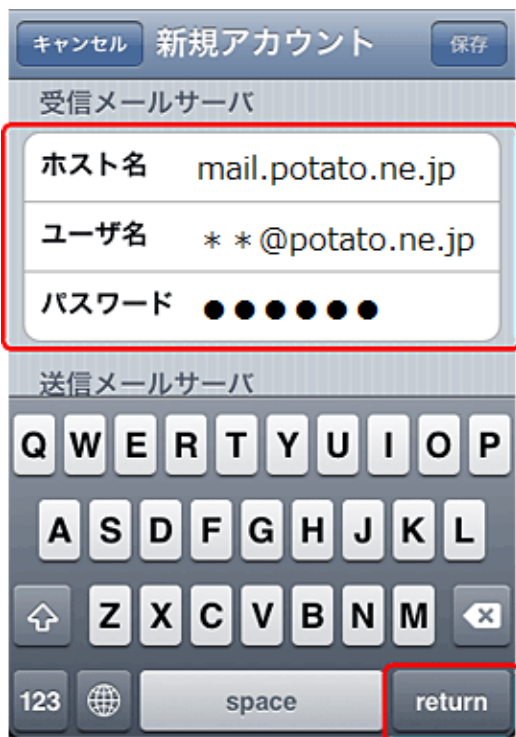 キャンセル 新規アカウント 保存
受信メールサーバ
ホスト名 mail.potato.ne.jp
ユーザ名 ＊＊@potato.ne.jp
パスワード ●●●●●●
送信メールサーバ
Q W E R T Y U I O P
A S D F G H J K L
Z X C V B N M
123 space return